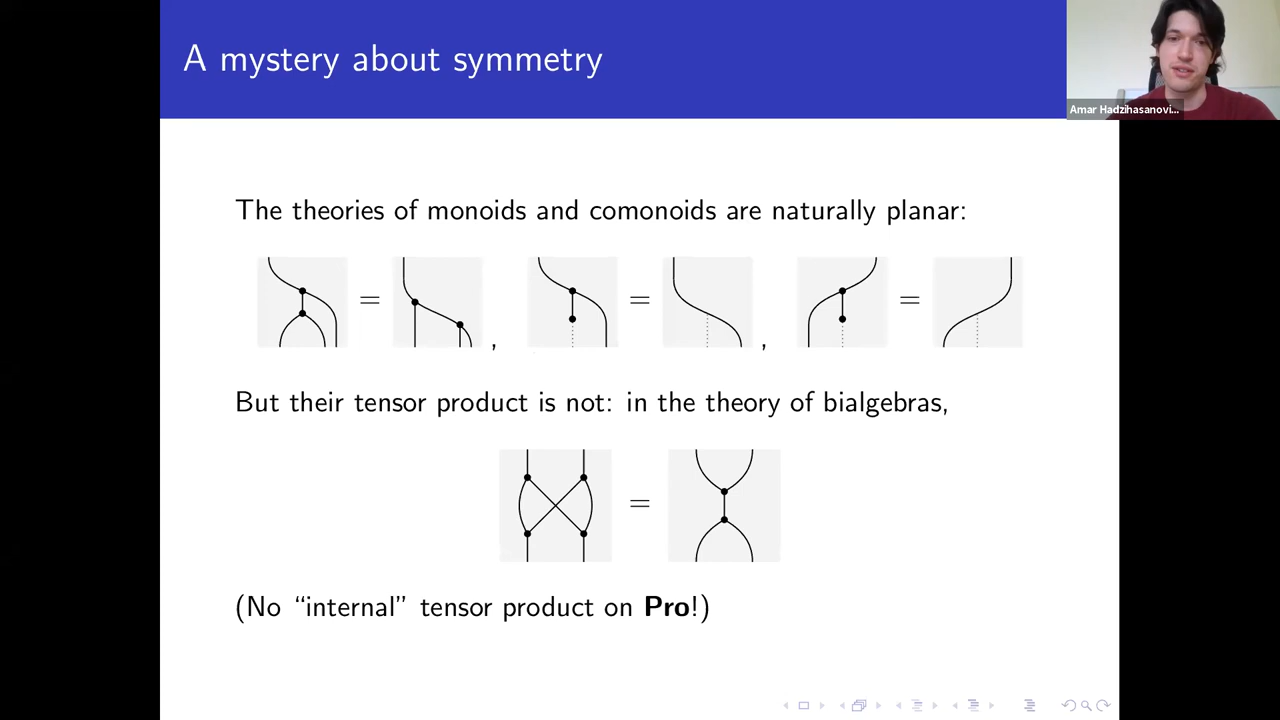 A mystery about symmetry
Amar Hadzihasanovi...
The theories of monoids and comonoids are naturally planar:
= , = , =
But their tensor product is not: in the theory of bialgebras,
=
(No “internal” tensor product on Pro!)